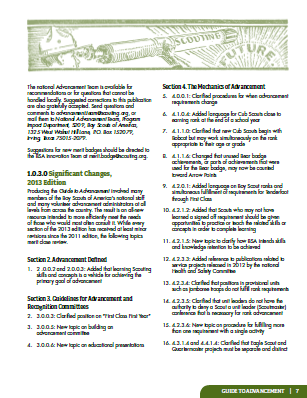 The national Advancement Team is available for
recommendations or for questions that cannot be
handled locally. Suggested corrections to this publication
are also gratefully accepted. Send questions and
comments to advancement.team@scouting.org, or
mail them to National Advancement Team, Program
Impact Department, S209, Boy Scouts of America,
1325 West Walnut Hill Lane, P.O. Box 152079,
Irving, Texas 75015-2079.
Suggestions for new merit badges should be directed to
the BSA Innovation Team at merit.badge@scouting.org.
1.0.3.0 Significant Changes,
2013 Edition
Producing the Guide to Advancement involved many
members of the Boy Scouts of America's national staff
and many volunteer advancement administrators of all
levels from across the country. The result is an all-new
resource intended to more efficiently meet the needs
of those who would most often consult it. While every
section of the 2013 edition has received at least minor
revisions since the 2011 edition, the following topics
merit close review.
Section 2. Advancement Defined
1. 2.0.0.2 and 2.0.0.3: Added that learning Scouting
skills and concepts is a vehicle for achieving the
primary goal of advancement
Section 3. Guidelines for Advancement and
Recognition Committees
2. 3.0.0.3: Clarified position on "First Class First Year"
3. 3.0.0.5: New topic on building an
advancement committee
4. 3.0.0.6: New topic on educational presentations
Section 4. The Mechanics of Advancement
5. 4.0.0.1: Clarified procedures for when advancement
requirements change
6. 4.1.0.4: Added language for Cub Scouts close to
earning rank at the end of a school year
7. 4.1.1.0: Clarified that new Cub Scouts begin with
Bobcat but may work simultaneously on the rank
appropriate to their age or grade
8. 4.1.1.6: Changed that unused Bear badge
achievements, or parts of achievements that were
used for the Bear badge, may now be counted
toward Arrow Points
9. 4.2.0.1: Added language on Boy Scout ranks and
simultaneous fulfillment of requirements for Tenderfoot
through First Class
10. 4.2.1.2: Added that Scouts who may not have
learned a signed off requirement should be given
opportunities to practice or teach the related skills or
concepts in order to complete learning
11. 4.2.1.5: New topic to clarify how BSA intends skills
and knowledge retention to be achieved
12. 4.2.3.3: Added reference to publications related to
service projects released in 2012 by the national
Health and Safety Committee
13. 4.2.3.4: Clarified that positions in provisional units
such as jamboree troops do not fulfill rank requirements
14. 4.2.3.5: Clarified that unit leaders do not have the
authority to deny a Scout a unit leader (Scoutmaster)
conference that is necessary for rank advancement
15. 4.2.3.6: New topic on procedure for fulfilling more
than one requirement with a single activity
16. 4.3.1.4 and 4.4.1.4: Clarified that Eagle Scout and
Quartermaster projects must be separate and distinct
GUIDE TO ADVANCEMENT | 7